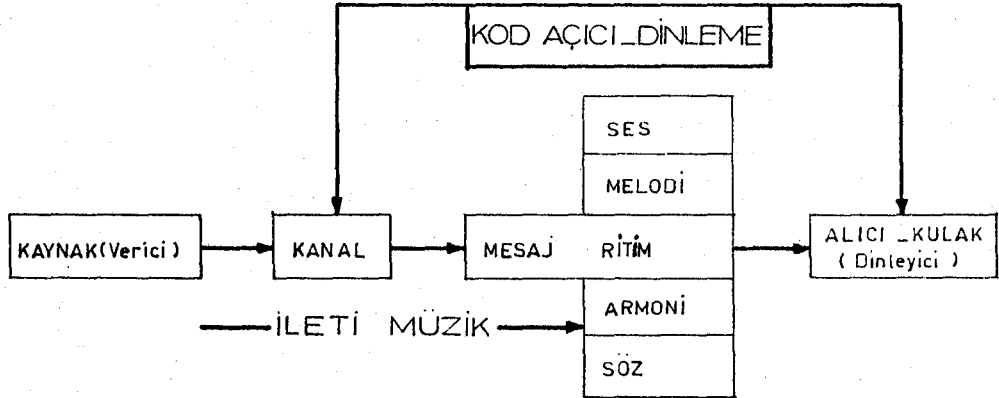 KOD AÇICI_DİNLEME
SES
MELODİ
KAYNAK(Verici)
KANAL
MESAJ RİTİM
ALICI_KULAK
(Dinleyici)
İLETİ MÜZİK
ARMONİ
SÖZ